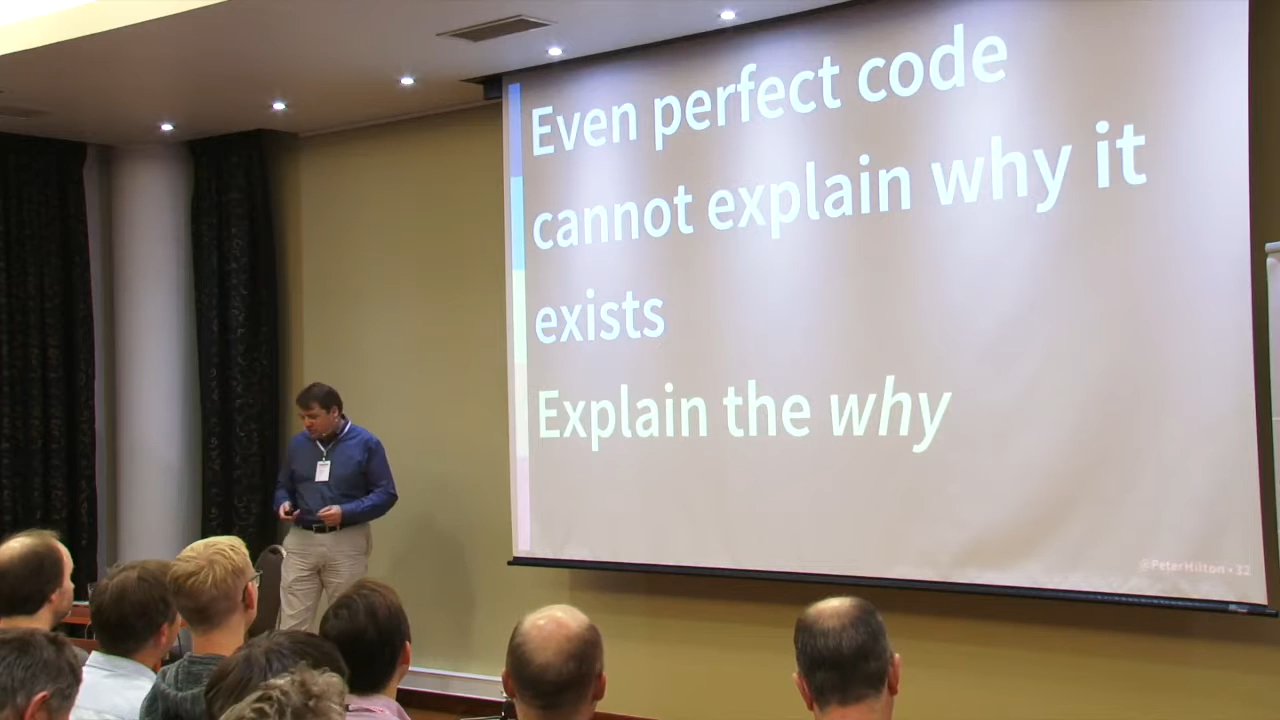 Even perfect code
cannot explain why it
exists
Explain the why
@PeterHilton • 32